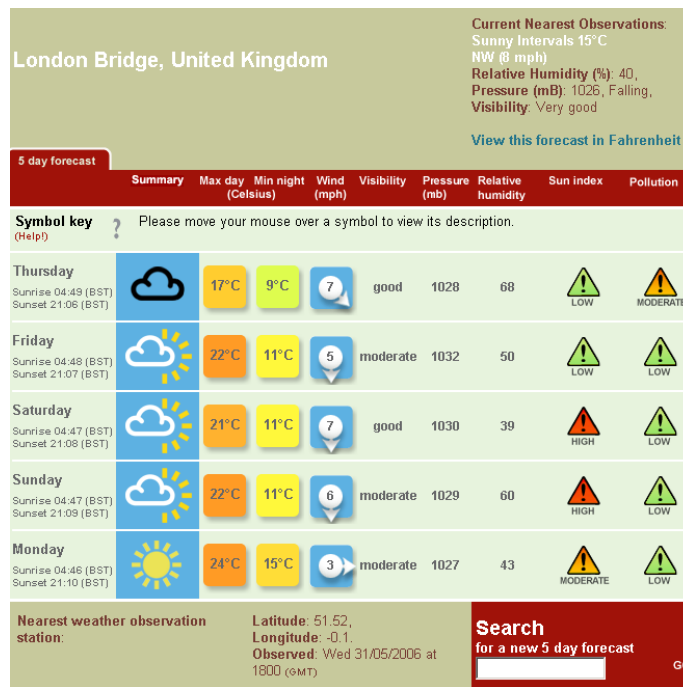 London Bridge, United Kingdom
Current Nearest Observations:
Sunny Intervals 15°C
NW (8 mph)
Relative Humidity (%): 40,
Pressure (mB): 1026, Falling,
Visibility: Very good
View this forecast in Fahrenheit
5 day forecast
Summary Max day Min night Wind Visibility Pressure Relative Sun index Pollution
(Celsius) (mph) (mb) humidity
Symbol key ? Please move your mouse over a symbol to view its description.
(Help!)
Thursday
Sunrise 04:49 (BST)
Sunset 21:06 (BST)
17°C 9°C 7 good 1028 68 LOW MODERATE
Friday
Sunrise 04:48 (BST)
Sunset 21:07 (BST)
22°C 11°C 5 moderate 1032 50 LOW LOW
Saturday
Sunrise 04:47 (BST)
Sunset 21:08 (BST)
21°C 11°C 7 good 1030 39 HIGH LOW
Sunday
Sunrise 04:47 (BST)
Sunset 21:09 (BST)
22°C 11°C 6 moderate 1029 60 HIGH LOW
Monday
Sunrise 04:46 (BST)
Sunset 21:10 (BST)
24°C 15°C 3 moderate 1027 43 MODERATE LOW
Nearest weather observation
station:
Latitude: 51.52,
Longitude: -0.1.
Observed: Wed 31/05/2006 at
1800 (GMT)
Search
for a new 5 day forecast